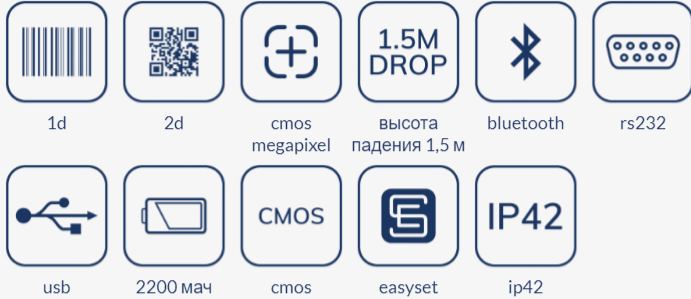 1.5M
DROP
1d
2d
cmos
megapixel
высота
падения 1,5 м
bluetooth
rs232
CMOS
IP42
usb
2200 мач
cmos
easyset
ip42